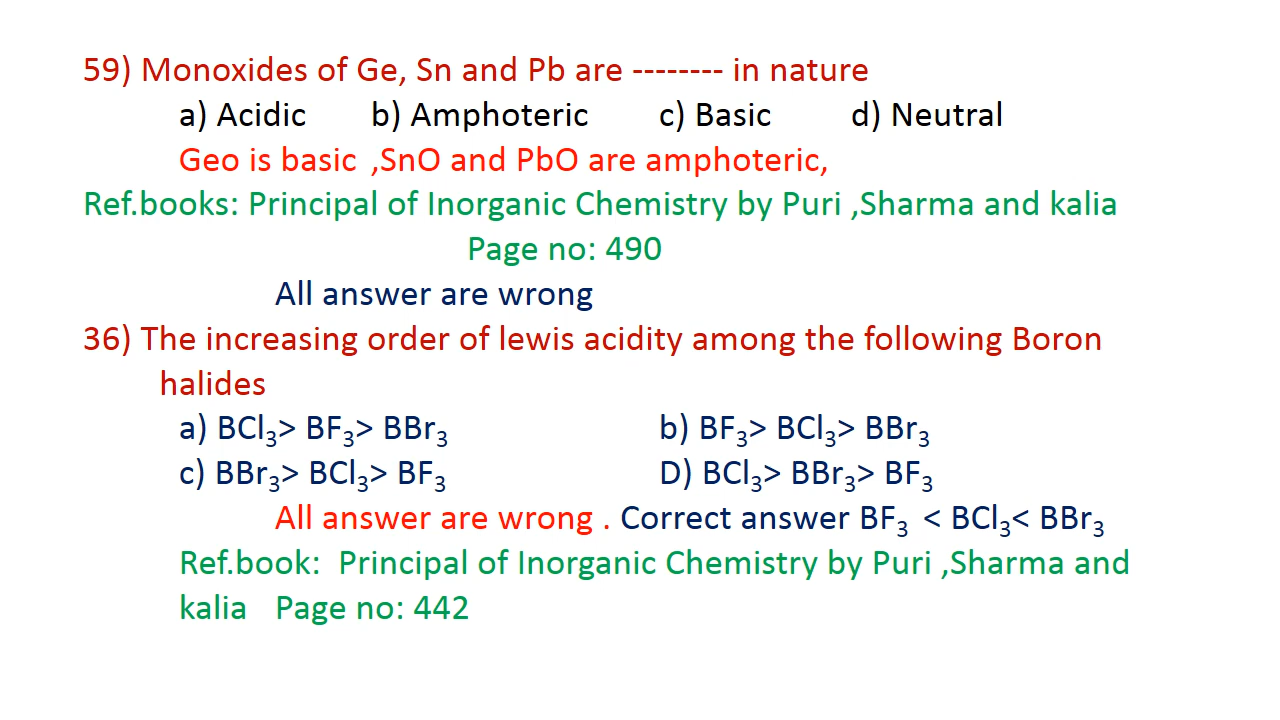 59) Monoxides of Ge, Sn and Pb are -------- in nature
a) Acidic b) Amphoteric c) Basic d) Neutral
Geo is basic ,SnO and PbO are amphoteric,
Ref.books: Principal of Inorganic Chemistry by Puri ,Sharma and kalia
Page no: 490
All answer are wrong
36) The increasing order of lewis acidity among the following Boron
halides
a) BCl₃> BF₃> BBr₃ b) BF₃> BCl₃> BBr₃
c) BBr₃> BCl₃> BF₃ D) BCl₃> BBr₃> BF₃
All answer are wrong . Correct answer BF₃ < BCl₃< BBr₃
Ref.book: Principal of Inorganic Chemistry by Puri ,Sharma and
kalia Page no: 442